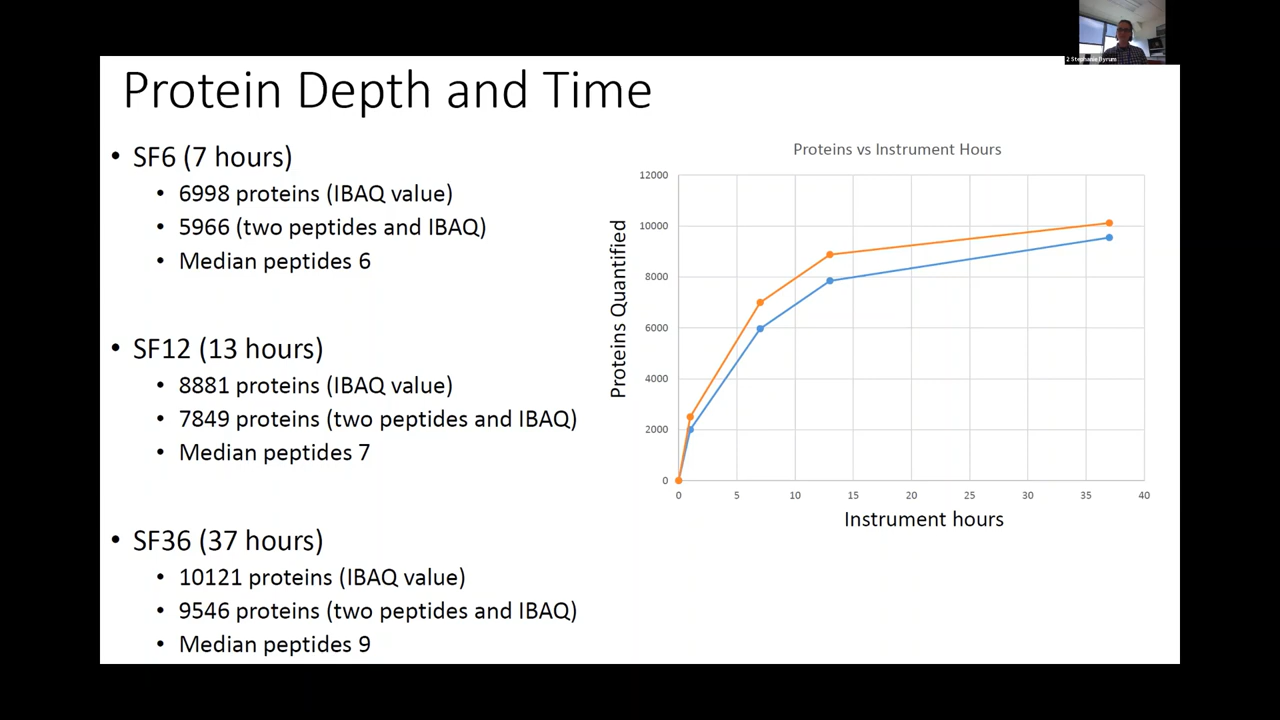 2 Stephanie Byrum
Protein Depth and Time
• SF6 (7 hours)
• 6998 proteins (IBAQ value)
• 5966 (two peptides and IBAQ)
• Median peptides 6
• SF12 (13 hours)
• 8881 proteins (IBAQ value)
• 7849 proteins (two peptides and IBAQ)
• Median peptides 7
• SF36 (37 hours)
• 10121 proteins (IBAQ value)
• 9546 proteins (two peptides and IBAQ)
• Median peptides 9
Proteins vs Instrument Hours
Proteins Quantified
12000
10000
8000
6000
4000
2000
0
0 5 10 15 20 25 30 35 40
Instrument hours